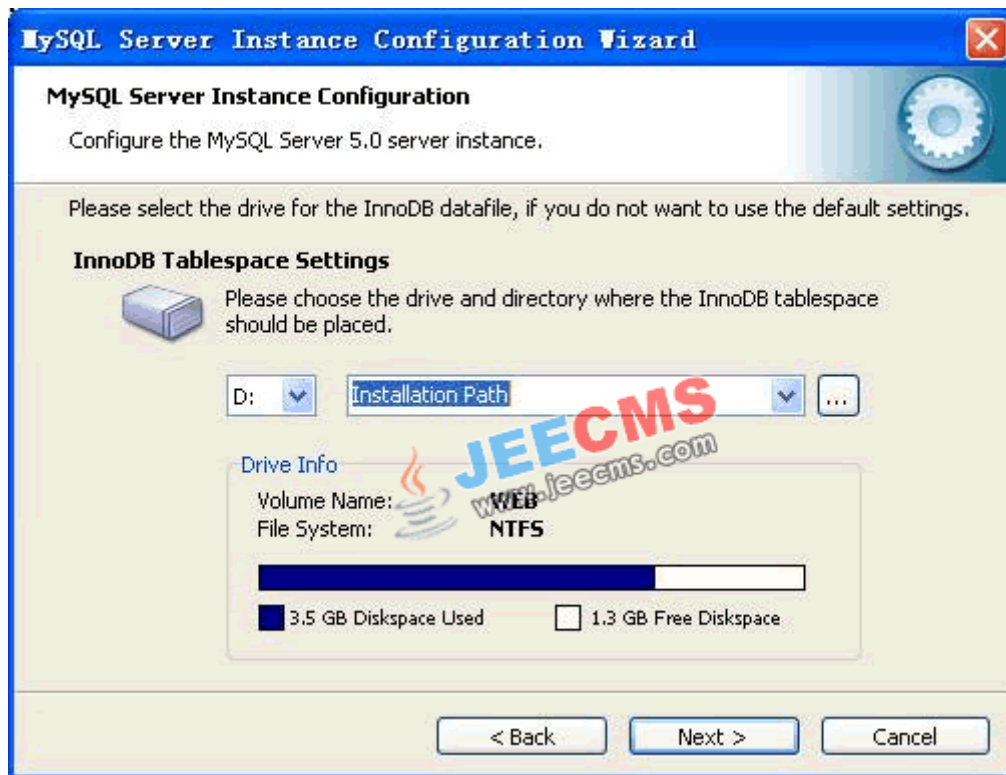 MySQL Server Instance Configuration Wizard
MySQL Server Instance Configuration
Configure the MySQL Server 5.0 server instance.
Please select the drive for the InnoDB datafile, if you do not want to use the default settings.
InnoDB Tablespace Settings
Please choose the drive and directory where the InnoDB tablespace
should be placed.
D: Installation Path ...
JEECMS
www.jeecms.com
Drive Info
Volume Name: WEB
File System: NTFS
3.5 GB Diskspace Used 1.3 GB Free Diskspace
< Back Next > Cancel